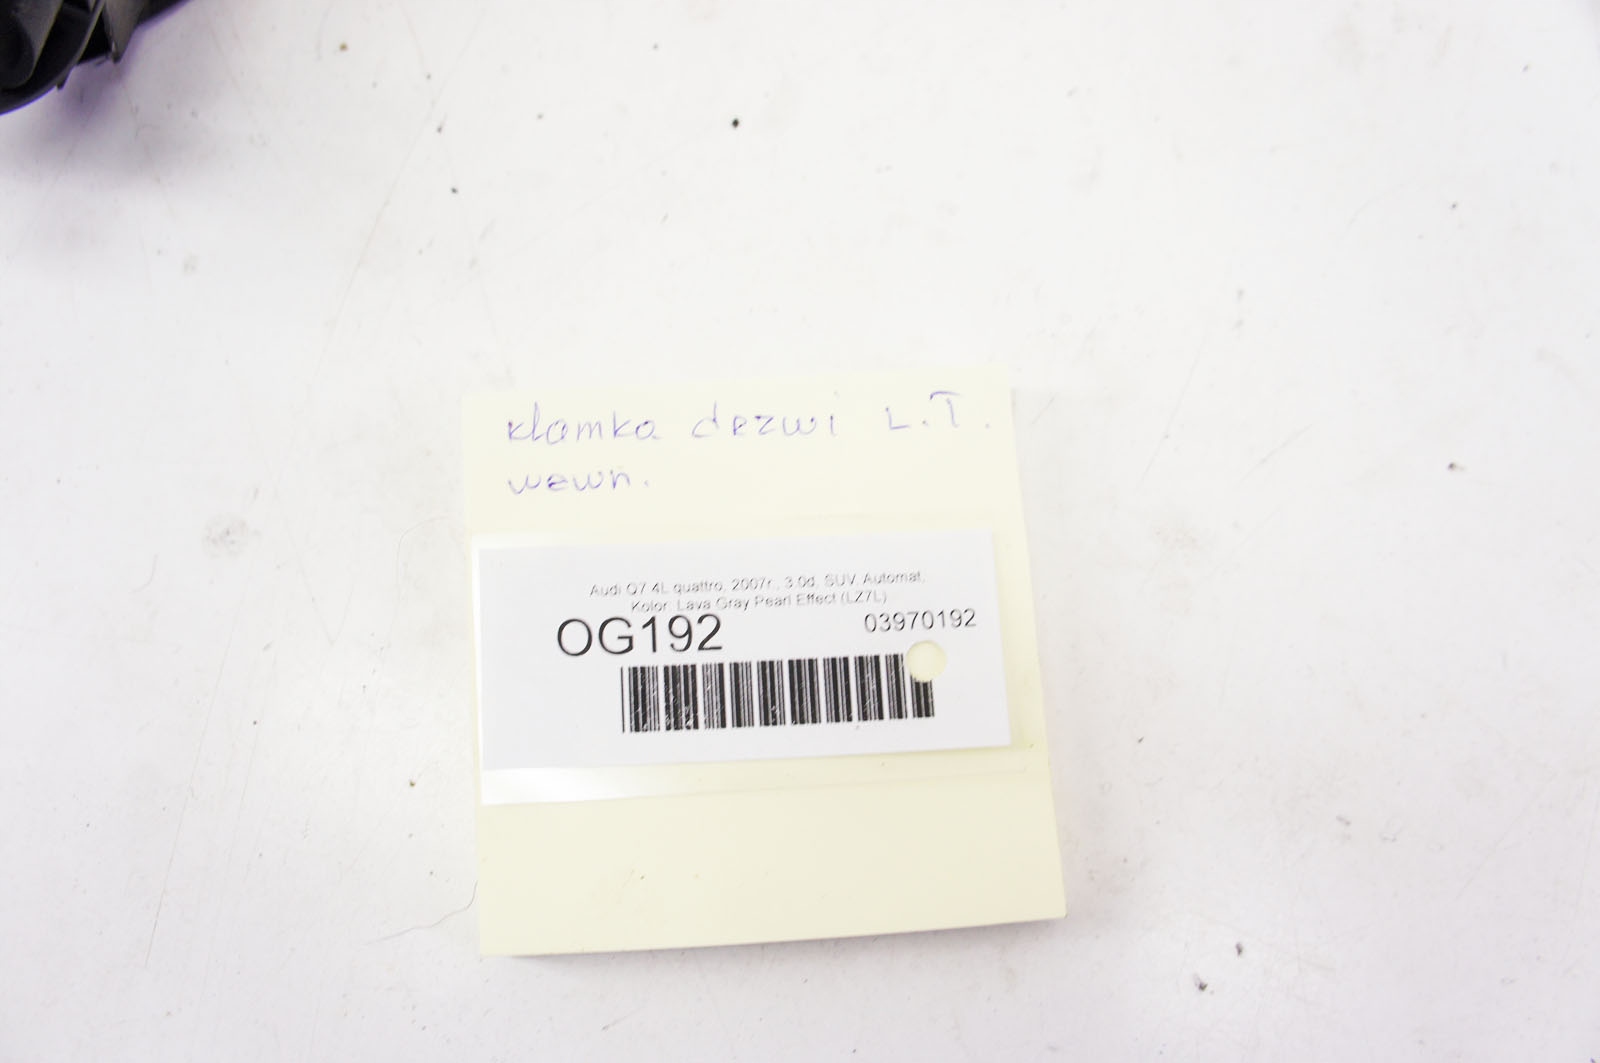 klamka derzwi L.T.
wewn.
Audi Q7 4L quattro, 2007r., 3.0d, SUV, Automat,
Kolor: Lava Gray Pearl Effect (LZ7L)
OG192 03970192